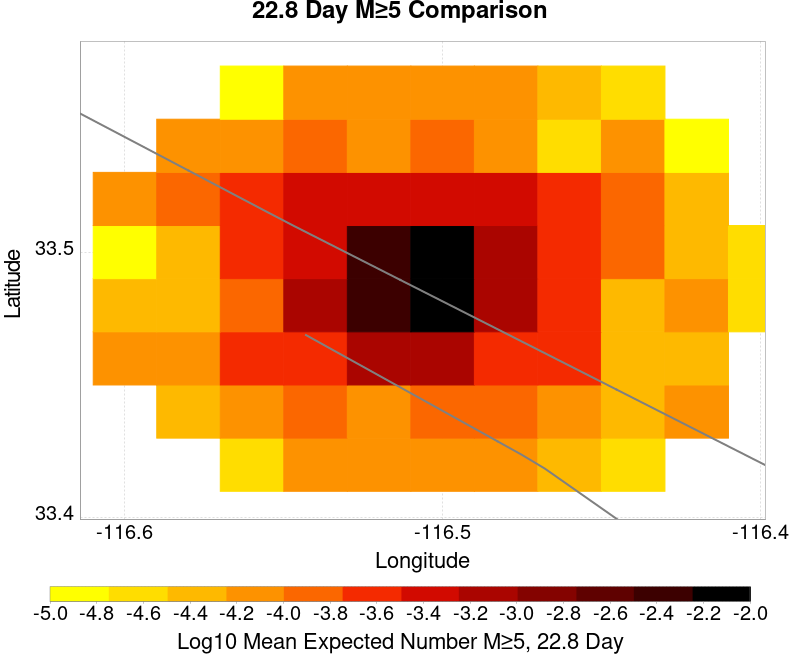 22.8 Day M≥5 Comparison
Latitude
33.5
33.4
-116.6 -116.5 -116.4
Longitude
-5.0 -4.8 -4.6 -4.4 -4.2 -4.0 -3.8 -3.6 -3.4 -3.2 -3.0 -2.8 -2.6 -2.4 -2.2 -2.0
Log10 Mean Expected Number M≥5, 22.8 Day